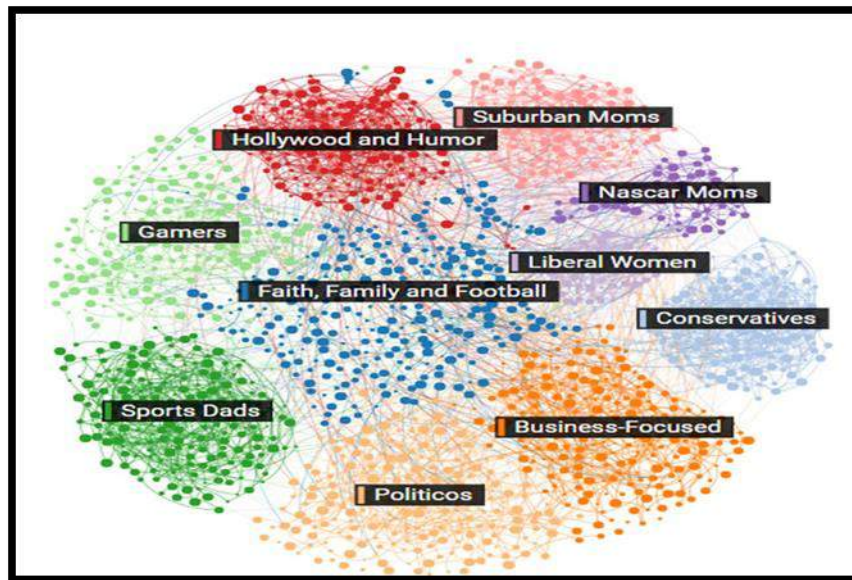 Suburban Moms
Hollywood and Humor
Nascar Moms
Gamers
Liberal Women
Faith, Family and Football
Conservatives
Sports Dads
Business-Focused
Politicos